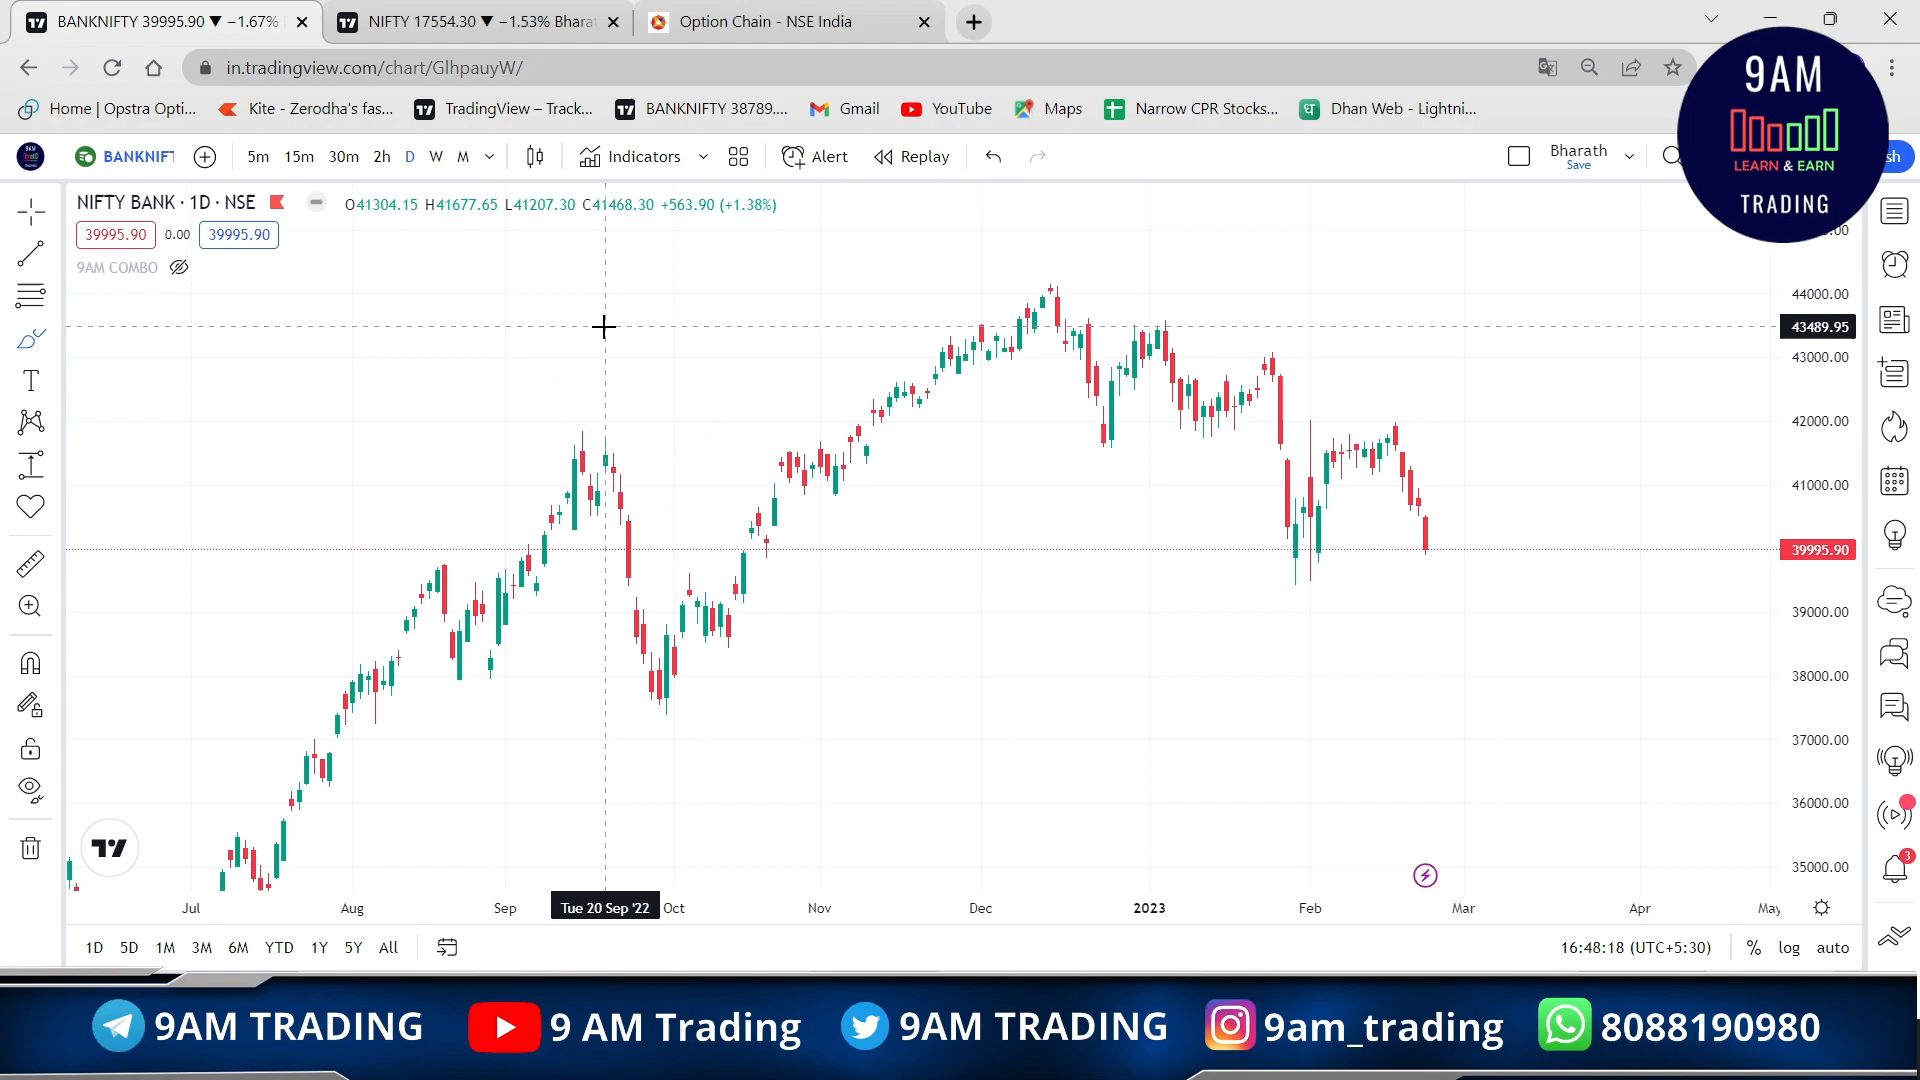 BANKNIFTY 39995.90 ▼ −1.67%
NIFTY 17554.30 ▼ −1.53% Bhara
Option Chain - NSE India
in.tradingview.com/chart/GlhpauyW/
Home | Opstra Opti...
Kite - Zerodha's fas...
TradingView – Track...
BANKNIFTY 38789....
Gmail
YouTube
Maps
Narrow CPR Stocks...
Dhan Web - Lightni...
9AM
LEARN & EARN
TRADING
BANKNIFT
5m 15m 30m 2h D W M
Indicators
Alert
Replay
Bharath
Save
sh
NIFTY BANK · 1D · NSE
O41304.15 H41677.65 L41207.30 C41468.30 +563.90 (+1.38%)
39995.90 0.00 39995.90
9AM COMBO
44000.00
43489.95
43000.00
42000.00
41000.00
39995.90
39000.00
38000.00
37000.00
36000.00
35000.00
3
Jul Aug Sep Tue 20 Sep '22 Oct Nov Dec 2023 Feb Mar Apr May
1D 5D 1M 3M 6M YTD 1Y 5Y All
16:48:18 (UTC+5:30) % log auto
9AM TRADING
9 AM Trading
9AM TRADING
9am_trading
8088190980